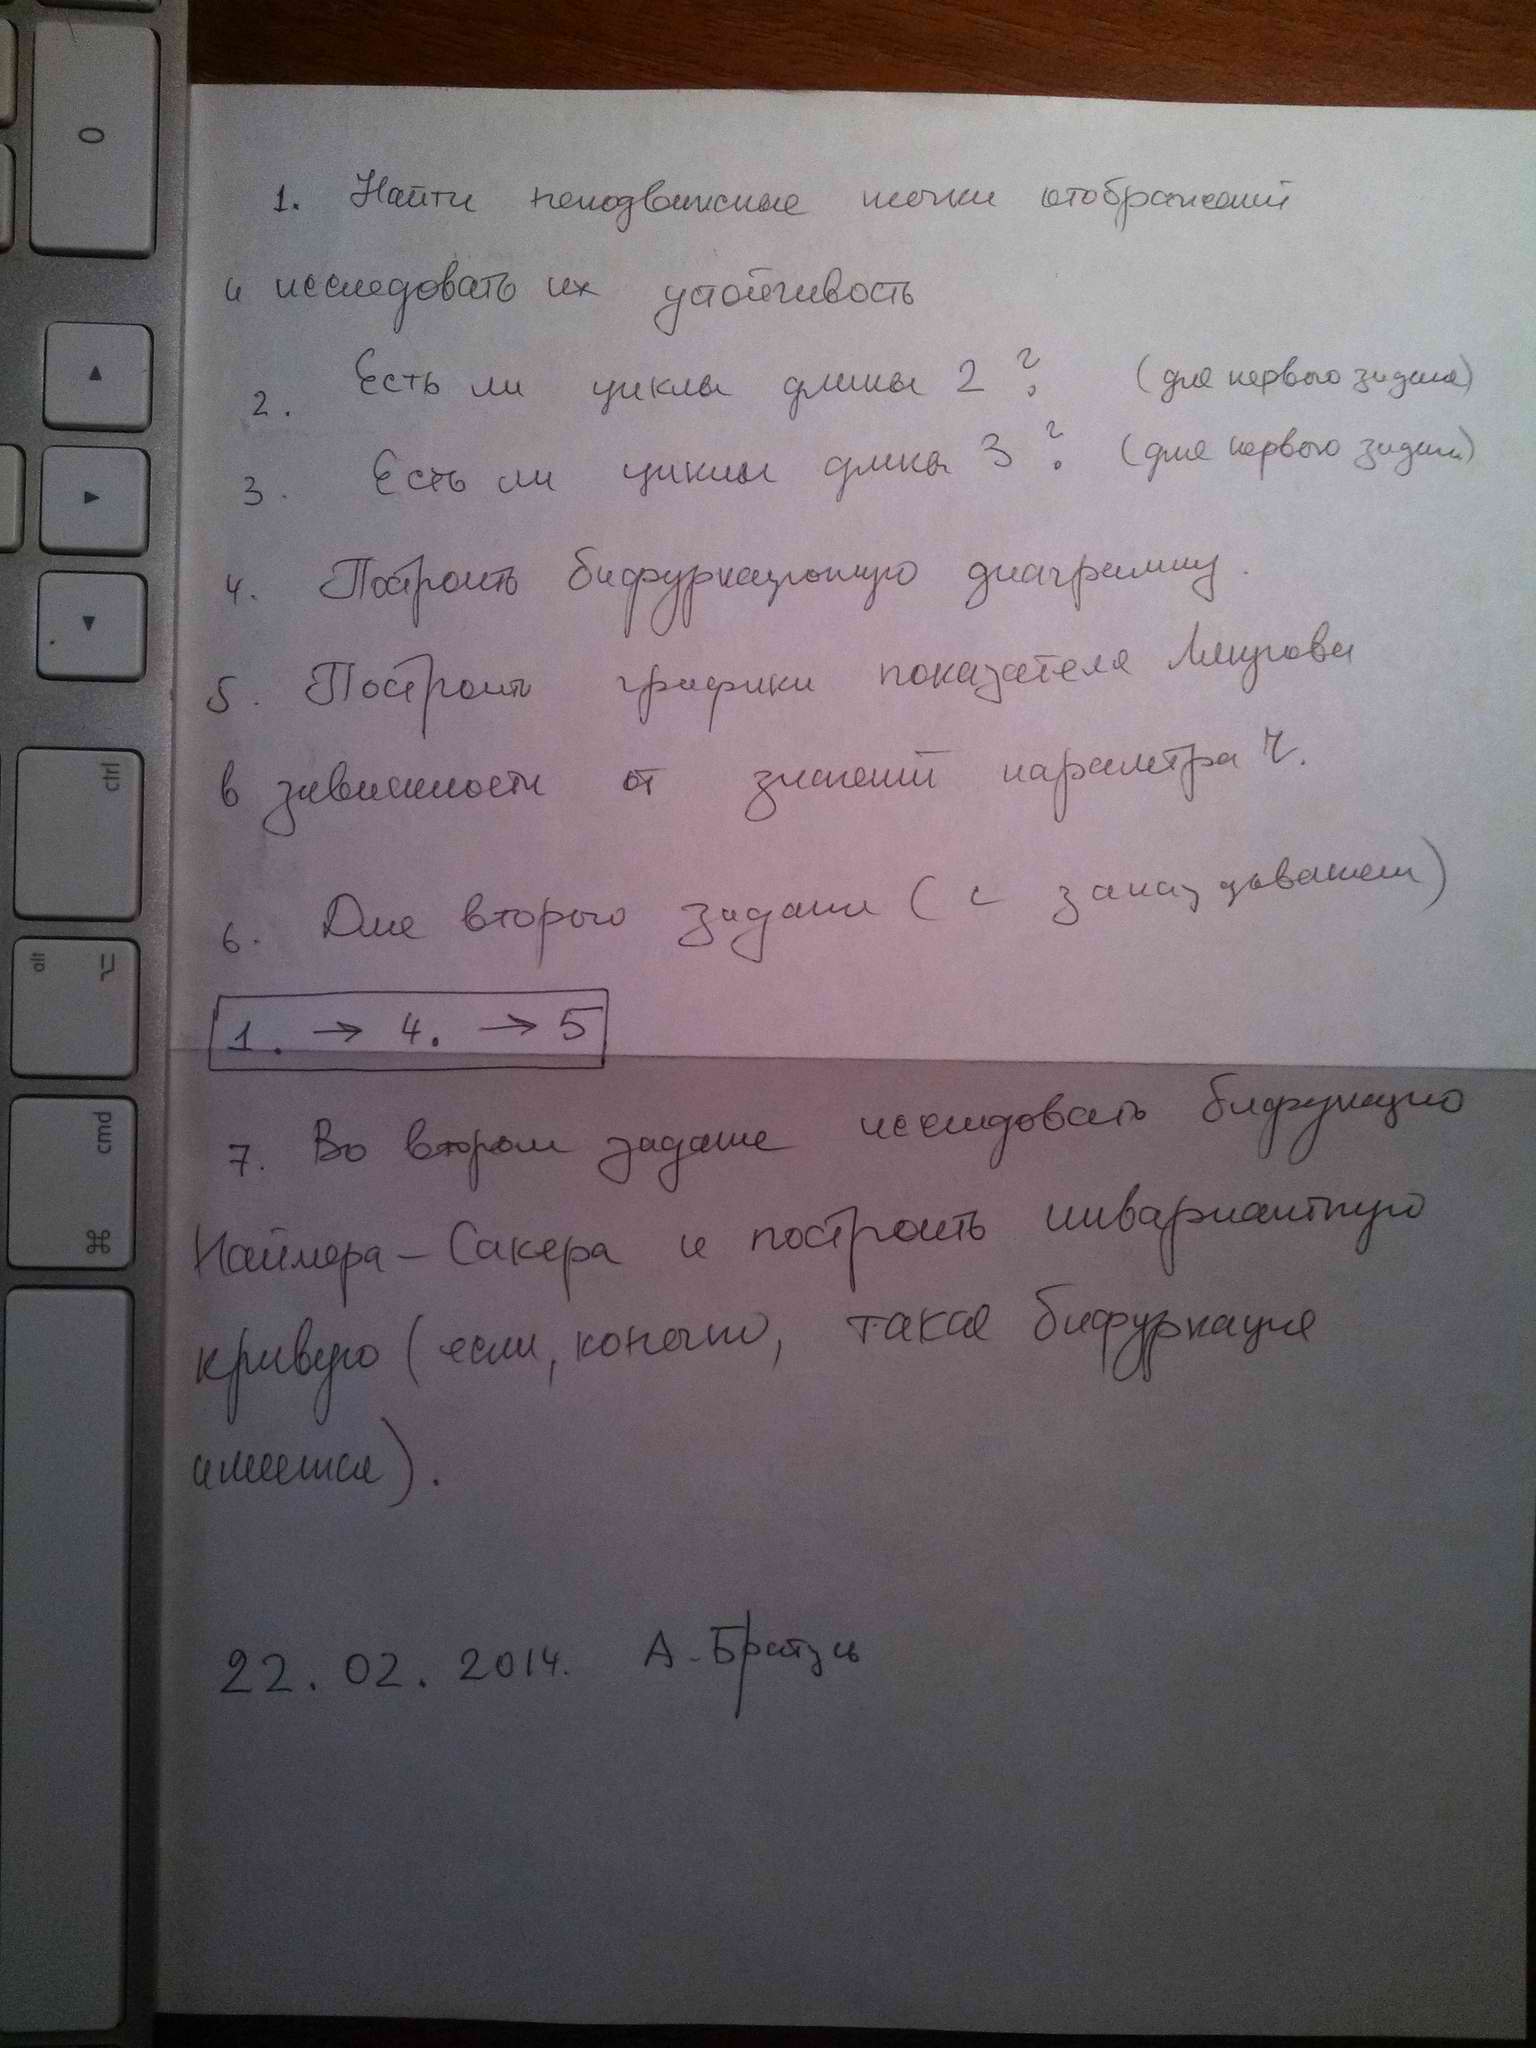 0
ctrl
alt
cmd
⌘
1. Найти неподвижные точки отображений
и исследовать их устойчивость
2. Есть ли циклы длины 2? (для первого задания)
3. Есть ли циклы длины 3? (для первого задания)
4. Построить бифуркационную диаграмму.
5. Построить графики показателя Ляпунова
в зависимости от значений параметра r.
6. Для второго задания (с запаздыванием)
1. → 4. → 5
7. Во втором задание исследовать бифуркацию
Наймера - Сакера и построить инвариантную
кривую (если, конечно, такая бифуркация
имеется).
22.02.2014. А. Братусь